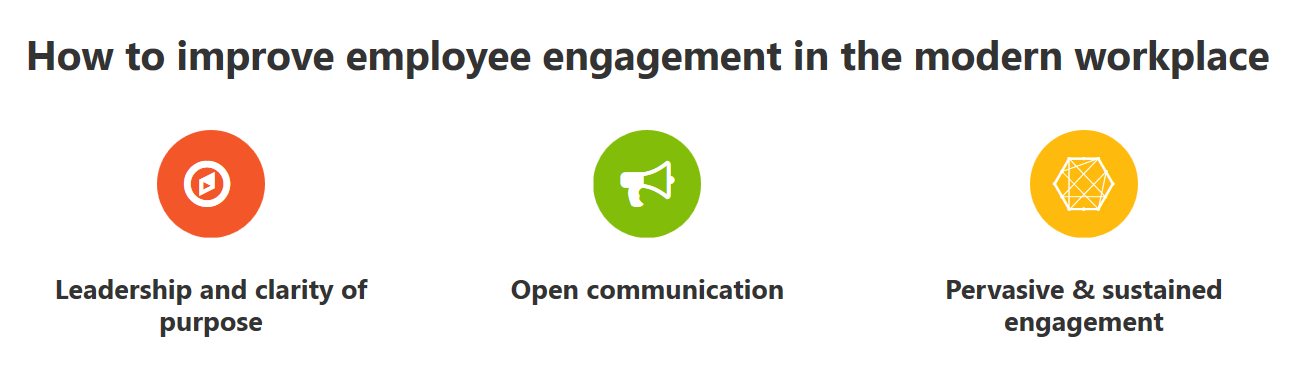 How to improve employee engagement in the modern workplace
Leadership and clarity of
purpose
Open communication
Pervasive & sustained
engagement